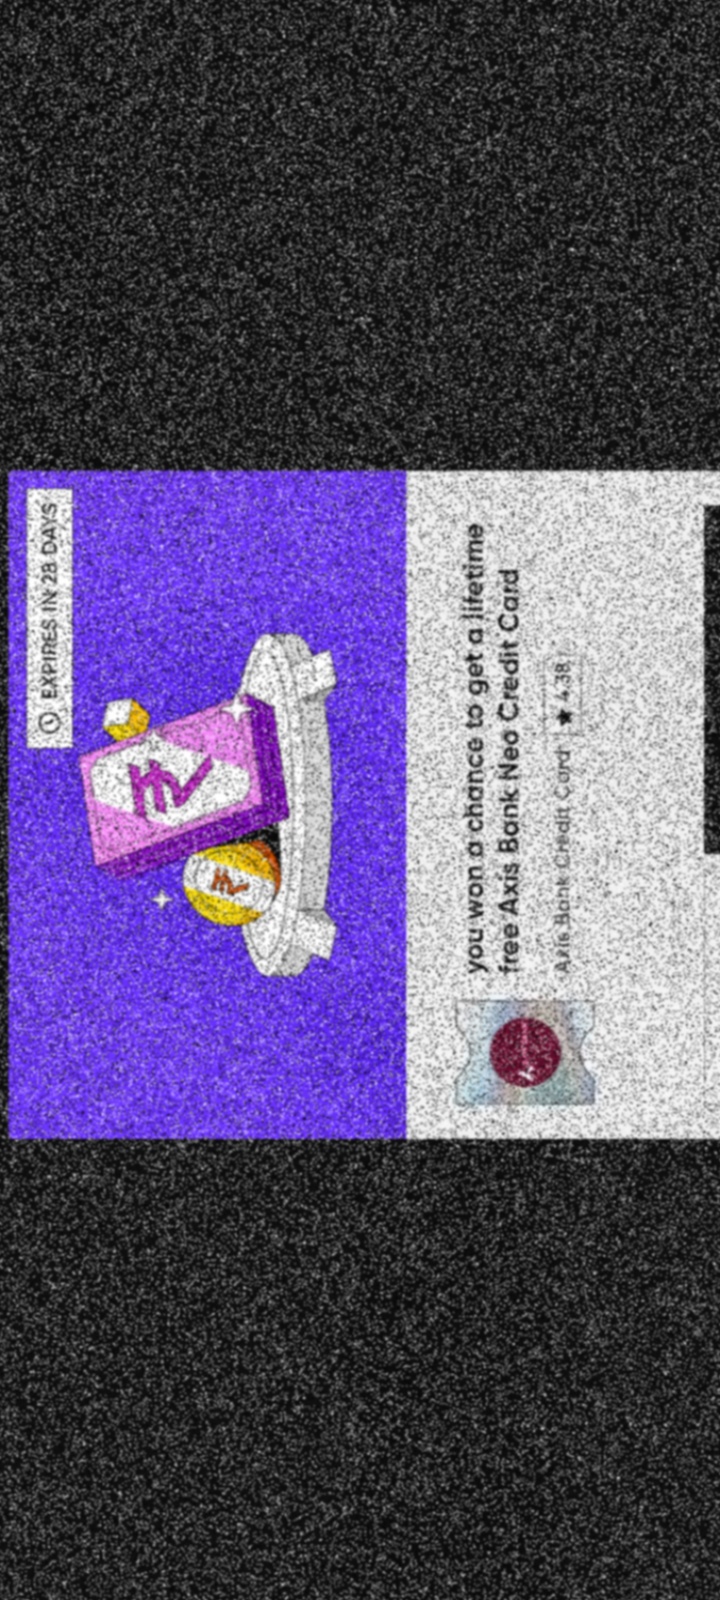 EXPIRES IN 28 DAYS
₹
₹
you won a chance to get a lifetime
free Axis Bank Neo Credit Card
Axis Bank Credit Card ★ 4.38